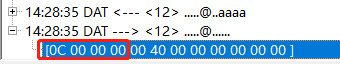 14:28:35 DAT <--- <12> .....@..aaaa
14:28:35 DAT ---> <12> .....@......
[0C 00 00 00 00 40 00 00 00 00 00 00 ]